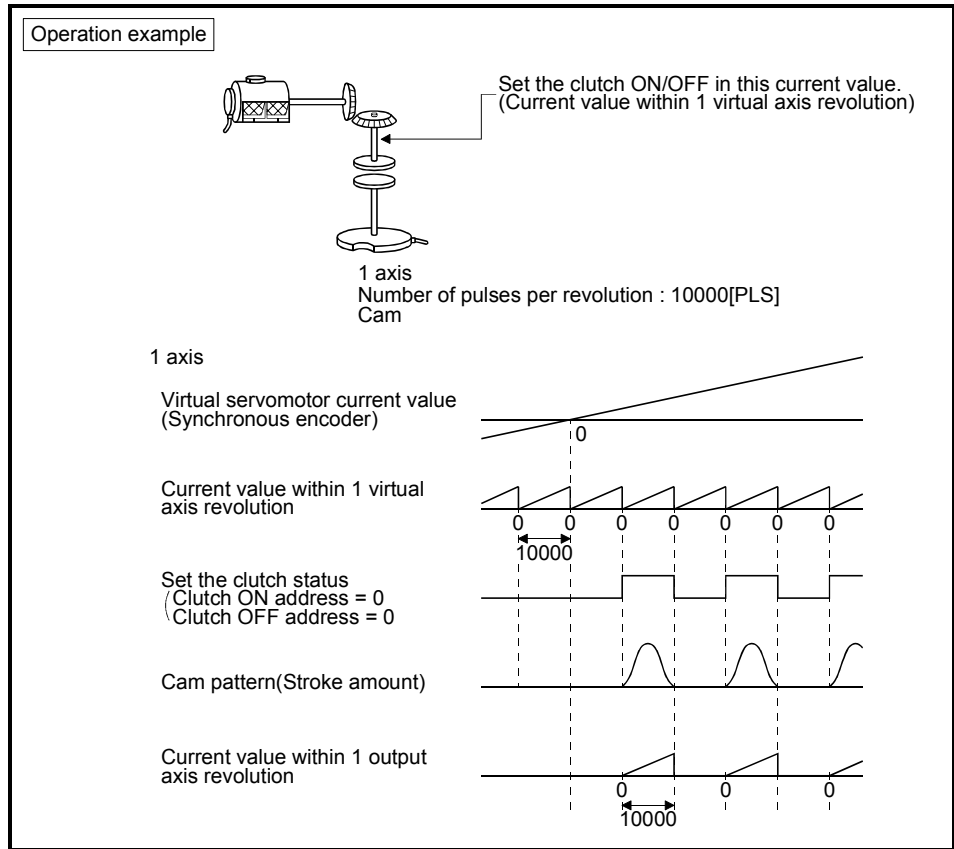 Operation example
Set the clutch ON/OFF in this current value.
(Current value within 1 virtual axis revolution)
1 axis
Number of pulses per revolution : 10000[PLS]
Cam
1 axis
Virtual servomotor current value
(Synchronous encoder)
0
Current value within 1 virtual
axis revolution
0 0 0 0 0 0 0
10000
Set the clutch status
(Clutch ON address = 0
Clutch OFF address = 0
Cam pattern(Stroke amount)
Current value within 1 output
axis revolution
0 0 0
10000